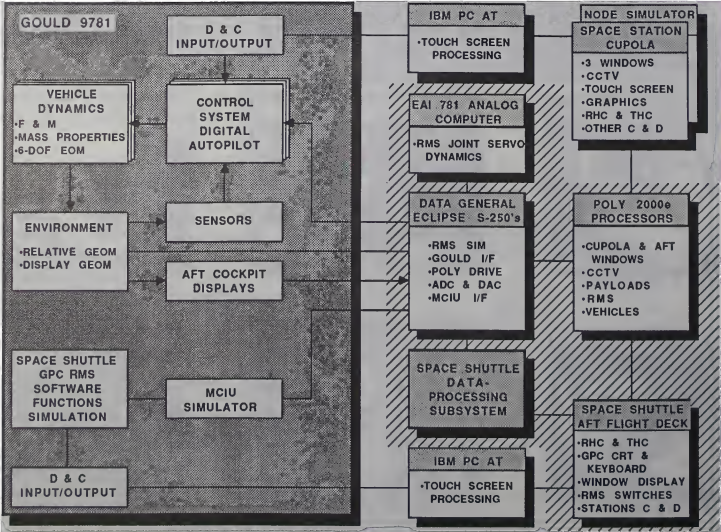 GOULD 9781
D & C
INPUT/OUTPUT
VEHICLE
DYNAMICS
•F & M
•MASS PROPERTIES
•6-DOF EOM
CONTROL
SYSTEM
DIGITAL
AUTOPILOT
ENVIRONMENT
•RELATIVE GEOM
•DISPLAY GEOM
SENSORS
AFT COCKPIT
DISPLAYS
SPACE SHUTTLE
GPC RMS
SOFTWARE
FUNCTIONS
SIMULATION
MCIU
SIMULATOR
D & C
INPUT/OUTPUT
IBM PC AT
•TOUCH SCREEN
PROCESSING
EAI 781 ANALOG
COMPUTER
•RMS JOINT SERVO
DYNAMICS
DATA GENERAL
ECLIPSE S-250's
•RMS SIM
•GOULD I/F
•POLY DRIVE
•ADC & DAC
•MCIU I/F
SPACE SHUTTLE
DATA-
PROCESSING
SUBSYSTEM
IBM PC AT
•TOUCH SCREEN
PROCESSING
NODE SIMULATOR
SPACE STATION
CUPOLA
•3 WINDOWS
•CCTV
•TOUCH SCREEN
•GRAPHICS
•RHC & THC
•OTHER C & D
POLY 2000e
PROCESSORS
•CUPOLA & AFT
WINDOWS
•CCTV
•PAYLOADS
•RMS
•VEHICLES
SPACE SHUTTLE
AFT FLIGHT DECK
•RHC & THC
•GPC CRT &
KEYBOARD
•WINDOW DISPLAY
•RMS SWITCHES
•STATIONS C & D